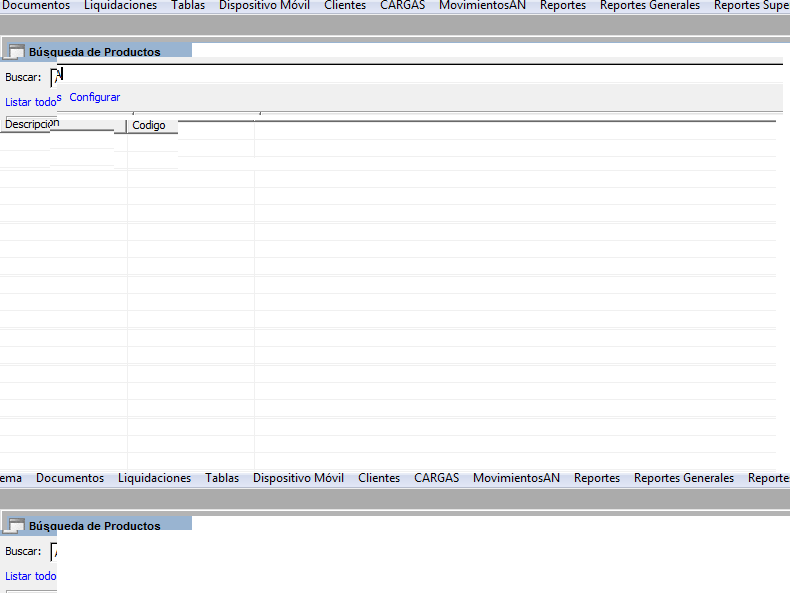 Documentos Liquidaciones Tablas Dispositivo Móvil Clientes CARGAS MovimientosAN Reportes Reportes Generales Reportes Supe
Búsqueda de Productos
Buscar: A
Listar todos Configurar
Descripcion Codigo
ema Documentos Liquidaciones Tablas Dispositivo Móvil Clientes CARGAS MovimientosAN Reportes Reportes Generales Reporte
Búsqueda de Productos
Buscar:
Listar todo